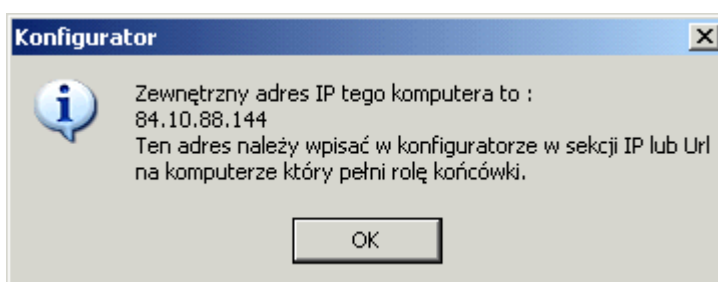 Konfigurator
Zewnętrzny adres IP tego komputera to :
84.10.88.144
Ten adres należy wpisać w konfiguratorze w sekcji IP lub Url
na komputerze który pełni rolę końcówki.
OK